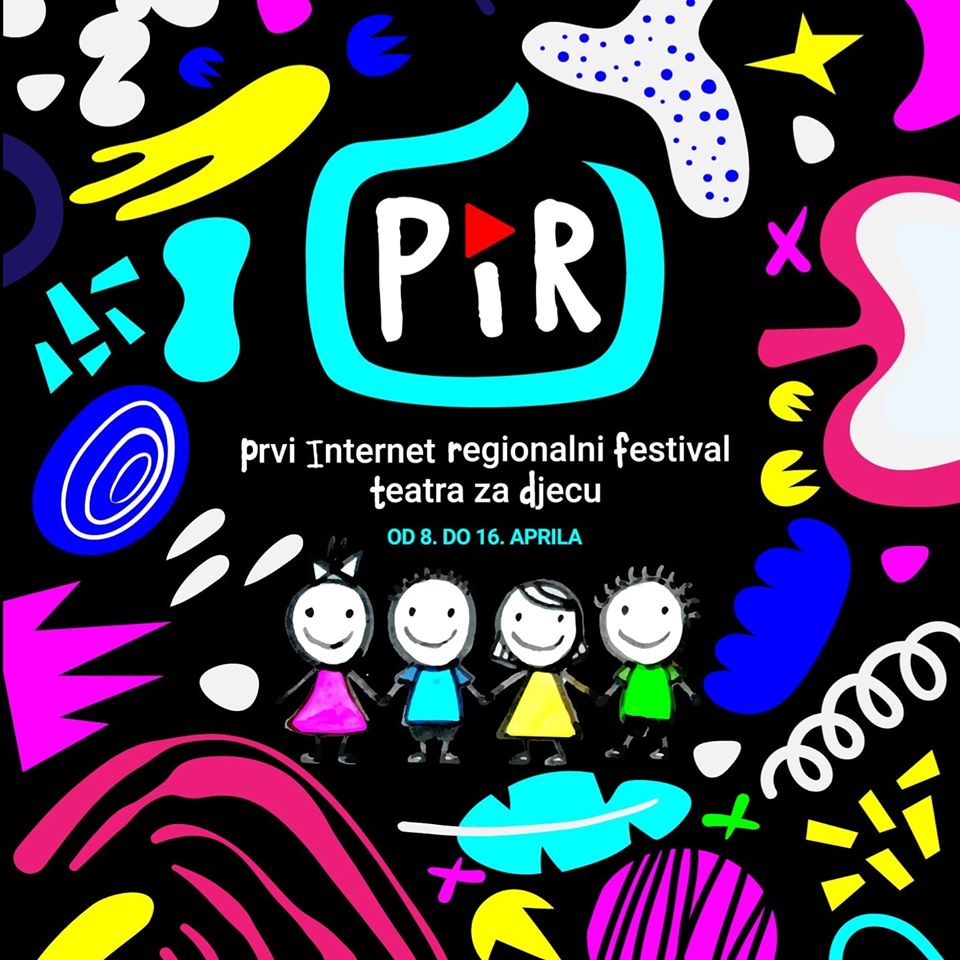 PiR
Prvi Internet regionalni festival
teatra za djecu
OD 8. DO 16. APRILA